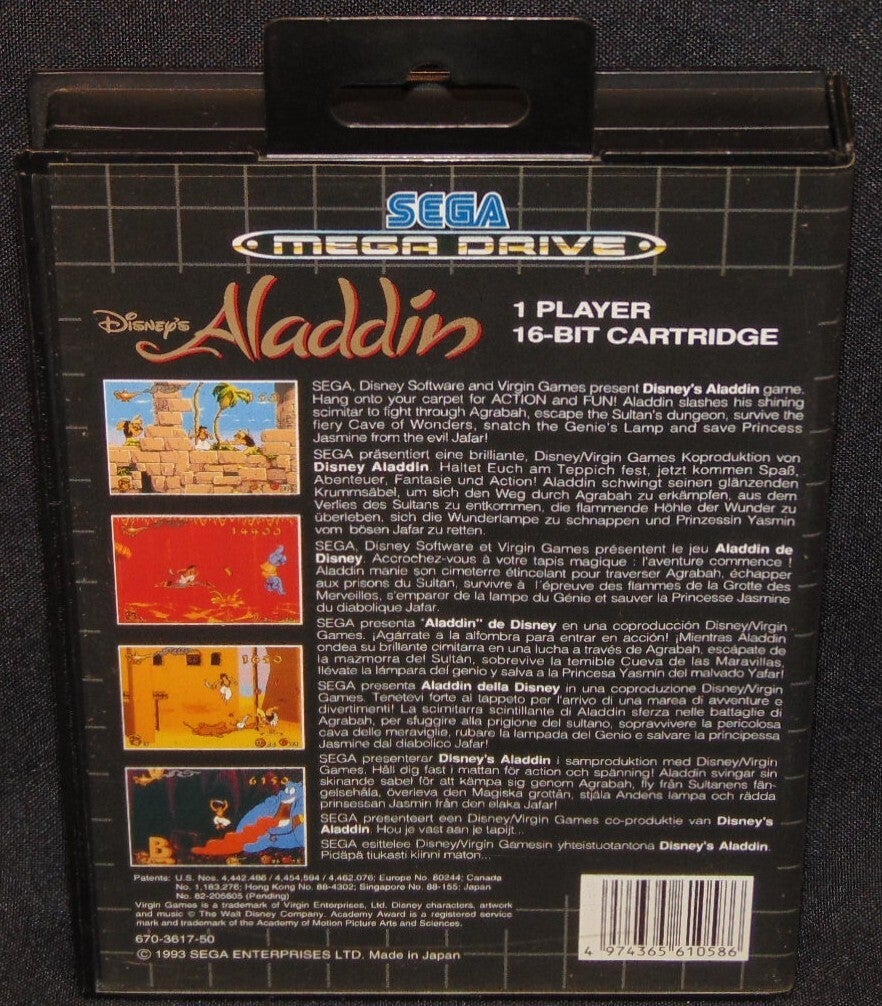 SEGA
MEGA DRIVE
Disney's Aladdin
1 PLAYER
16-BIT CARTRIDGE
SEGA, Disney Software and Virgin Games present Disney's Aladdin game.
Hang onto your carpet for ACTION and FUN! Aladdin slashes his shining
scimitar to fight through Agrabah, escape the Sultan's dungeon, survive the
fiery Cave of Wonders, snatch the Genie's Lamp and save Princess
Jasmine from the evil Jafar!
SEGA präsentiert eine brilliante, Disney/Virgin Games Koproduktion von
Disney Aladdin. Haltet Euch am Teppich fest, jetzt kommen Spaß,
Abenteuer, Fantasie und Action! Aladdin schwingt seinen glänzenden
Krummsäbel, um sich den Weg durch Agrabah zu erkämpfen, aus dem
Verlies des Sultans zu entkommen, die flammende Höhle der Wunder zu
überleben, sich die Wunderlampe zu schnappen und Prinzessin Yasmin
vom bösen Jafar zu retten.
SEGA, Disney Software et Virgin Games présentent le jeu Aladdin de
Disney. Accrochez-vous à votre tapis magique : l'aventure commence !
Aladdin manie son cimeterre étincelant pour traverser Agrabah, échapper
aux prisons du Sultan, survivre à l'épreuve des flammes de la Grotte des
Merveilles, s'emparer de la lampe du Génie et sauver la Princesse Jasmine
du diabolique Jafar.
SEGA presenta "Aladdin" de Disney en una coproducción Disney/Virgin
Games. ¡Agárrate a la alfombra para entrar en acción! ¡Mientras Aladdin
ondea su brillante cimitarra en una lucha a través de Agrabah, escápate de
la mazmorra del Sultán, sobrevive la temible Cueva de las Maravillas,
llévate la lámpara del genio y salva a la Princesa Yasmin del malvado Yafar!
SEGA presenta Aladdin della Disney in una coproduzione Disney/Virgin
Games. Tenetevi forte al tappeto per l'arrivo di una marea di avventure e
divertimenti! La scimitarra scintillante di Aladdin sferza nelle battaglie di
Agrabah, per sfuggire alla prigione del sultano, sopravvivere la pericolosa
cava delle meraviglie, rubare la lampada del Genio e salvare la principessa
Jasmine dal diabolico Jafar!
SEGA presenterar Disney's Aladdin i samproduktion med Disney/Virgin
Games. Håll dig fast i mattan för action och spänning! Aladdin svingar sin
skinande sabel för att kämpa sig genom Agrabah, fly från Sultanens fän-
gelsehåla, överleva den Magiska grottan, stjäla Andens lampa och rädda
prinsessan Jasmin från den elaka Jafar!
SEGA presenteert een Disney/Virgin Games co-produktie van Disney's
Aladdin. Hou je vast aan je tapijt...
SEGA esittelee Disney/Virgin Gamesin yhteistuotantona Disney's Aladdin.
Pidäpä tiukasti kiinni maton...
14400
1650
6150
B
Patents: U.S. Nos. 4,442,486 / 4,454,594 / 4,462,076; Europe No. 80244; Canada
No. 1,183,276; Hong Kong No. 88-4302; Singapore No. 88-155; Japan
No. 82-205605 (Pending)
Virgin Games is a trademark of Virgin Enterprises, Ltd. Disney characters, artwork
and music © The Walt Disney Company. Academy Award is a registered service
mark and trademark of the Academy of Motion Picture Arts and Sciences.
670-3617-50
© 1993 SEGA ENTERPRISES LTD. Made in Japan
4 974365 610586